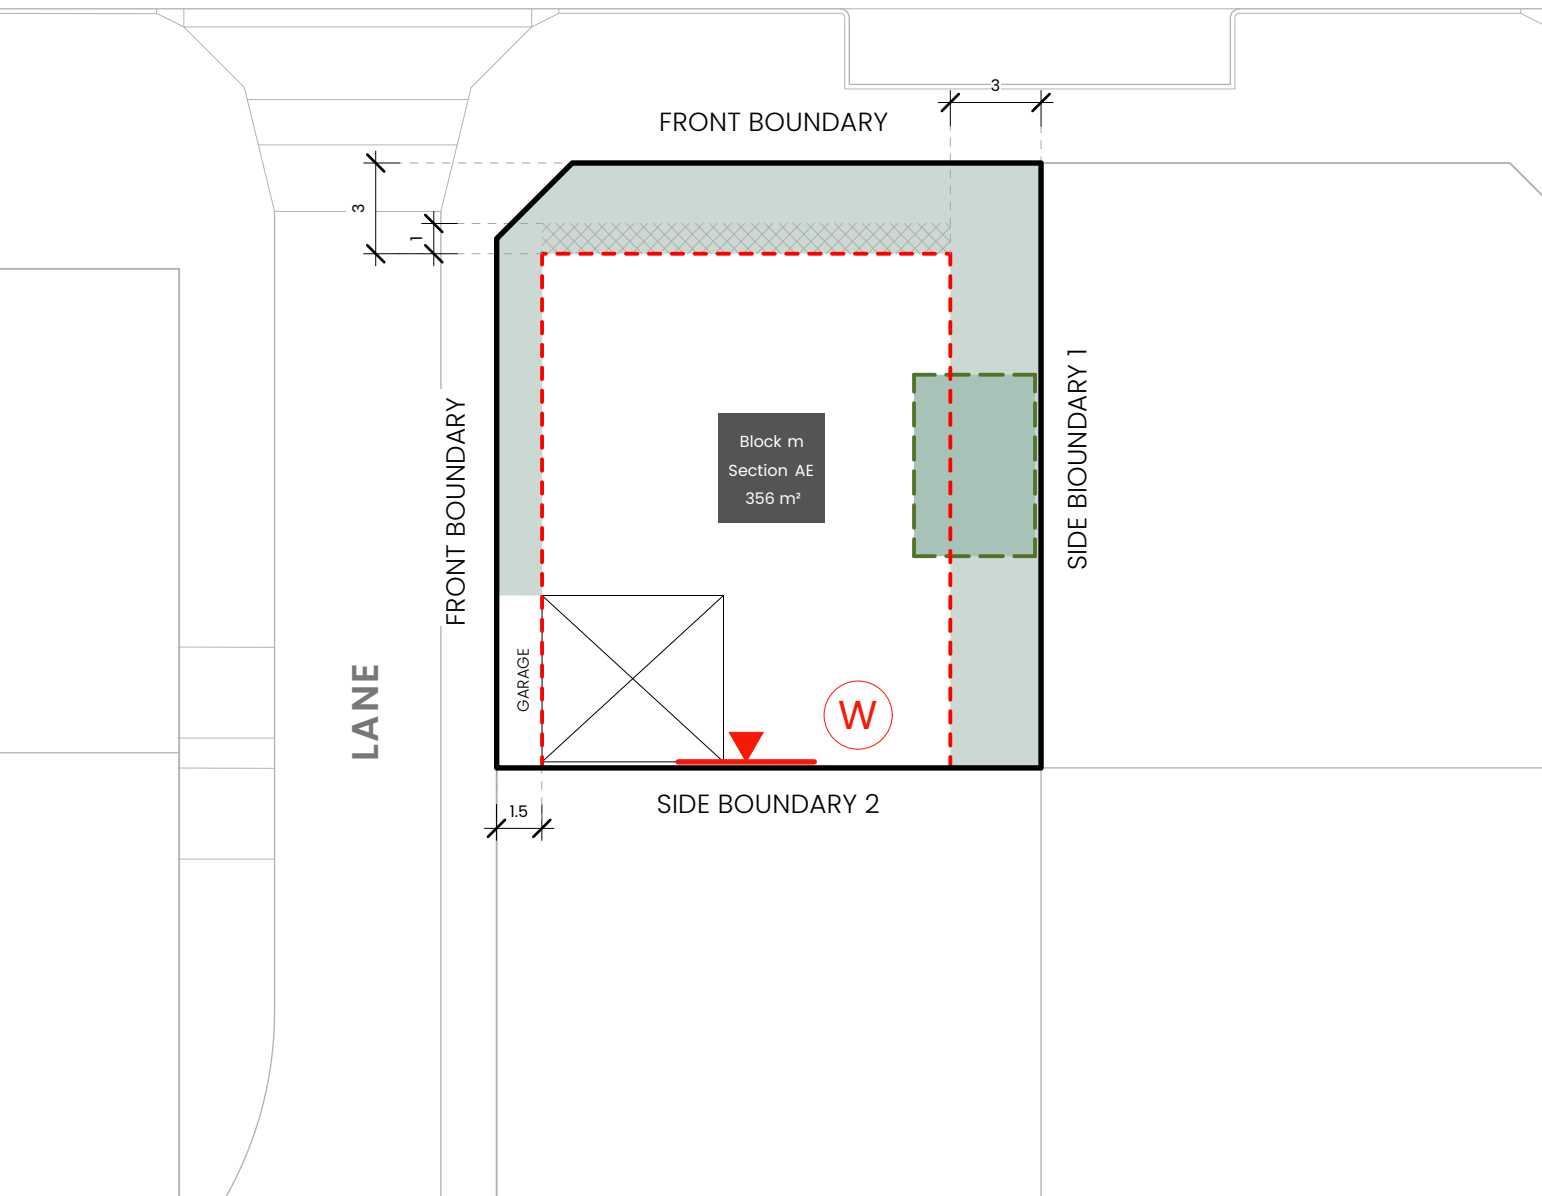 3
FRONT BOUNDARY
3
1
SIDE BIOUNDARY 1
FRONT BOUNDARY
Block m
Section AE
356 m²
GARAGE
LANE
W
SIDE BOUNDARY 2
1.5